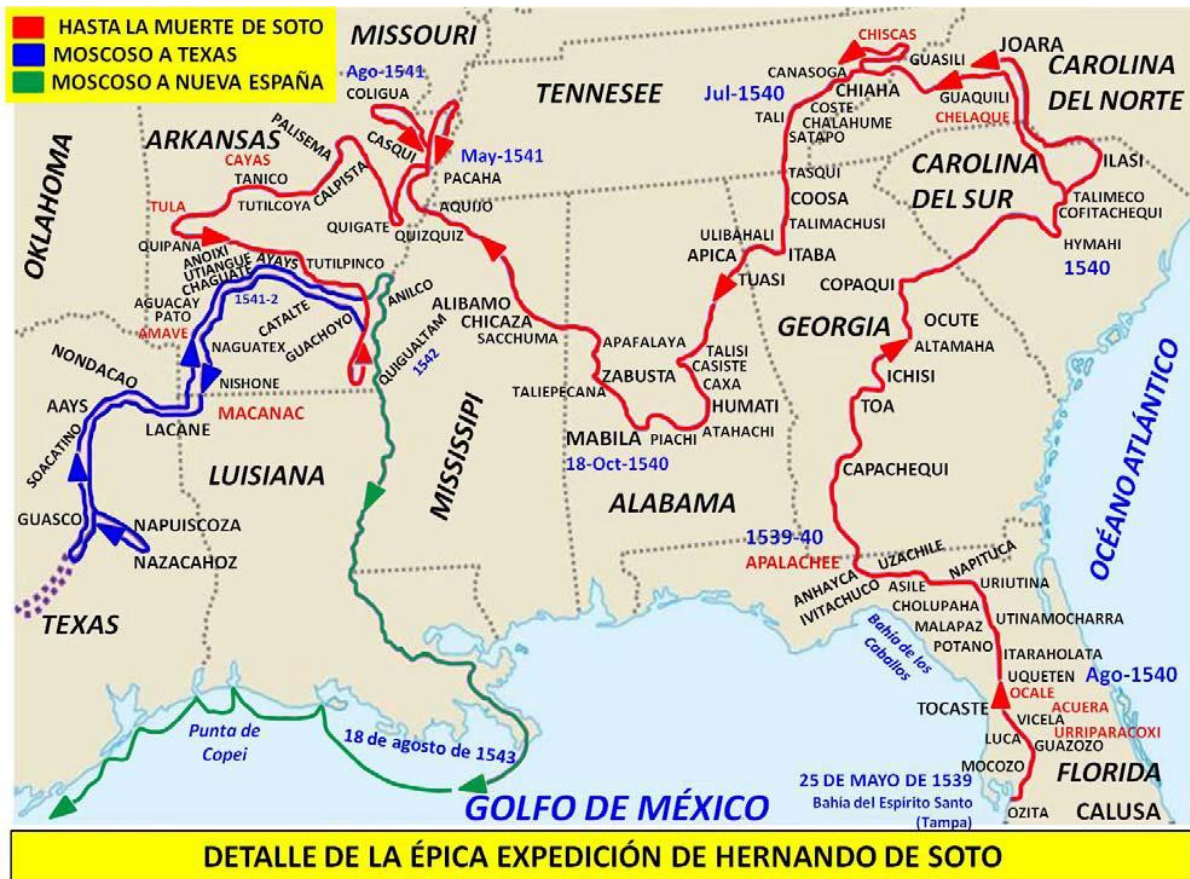 HASTA LA MUERTE DE SOTO
MOSCOSO A TEXAS
MOSCOSO A NUEVA ESPAÑA
MISSOURI
Ago-1541
COLIGUA
TENNESEE
CHISCAS
GUASILI
JOARA
CAROLINA
DEL NORTE
CANASOGA
CHIAHA
Jul-1540
TALI
COSTE
CHALAHUME
SATAPO
GUAQUILI
CHELAQUE
OKLAHOMA
ARKANSAS
PALISEMA
CASQUI
CAYAS
TANICO
CALPISTA
May-1541
PACAHA
TASQUI
COOSA
TALIMACHUSI
CAROLINA
DEL SUR
ILASI
TALIMECO
COFITACHEQUI
TULA
TUTILCOYA
QUIGATE
AQUIJO
QUIZQUIZ
ULIBAHALI
APICA
ITABA
TUASI
HYMAHI
1540
QUIPANA
ANOIXI
UTIANGUE
CHAGUATE
AYAYS
TUTILPINCO
COPAQUI
AGUACAY
PATO
1541-2
AMAVE
CATALTE
GUACHOYO
ANILCO
ALIBAMO
CHICAZA
SACCHUMA
QUIGUALTAM
1542
GEORGIA
OCUTE
ALTAMAHA
NAGUATEX
NISHONE
NONDACAO
APAFALAYA
ZABUSTA
TALIEPECANA
TALISI
CASISTE
CAXA
HUMATI
ATAHACHI
ICHISI
TOA
AAYS
MACANAC
LACANE
SOACATINO
MABILA
PIACHI
18-Oct-1540
CAPACHEQUI
LUISIANA
MISSISIPI
ALABAMA
OCÉANO ATLÁNTICO
GUASCO
NAPUISCOZA
NAZACAHOZ
TEXAS
1539-40
APALACHEE
ANHAYCA
IVITACHUCO
UZACHILE
ASILE
NAPITUCA
URIUTINA
CHOLUPAHA
MALAPAZ
POTANO
UTINAMOCHARRA
ITARAHOLATA
Bahía de los
Caballos
UQUETEN
Ago-1540
OCALE
ACUERA
TOCASTE
VICELA
URRIPARACOXI
LUCA
GUAZOZO
MOCOZO
FLORIDA
Punta de
Copei
18 de agosto de 1543
25 DE MAYO DE 1539
Bahía del Espírito Santo
(Tampa)
OZITA
CALUSA
GOLFO DE MÉXICO
DETALLE DE LA ÉPICA EXPEDICIÓN DE HERNANDO DE SOTO